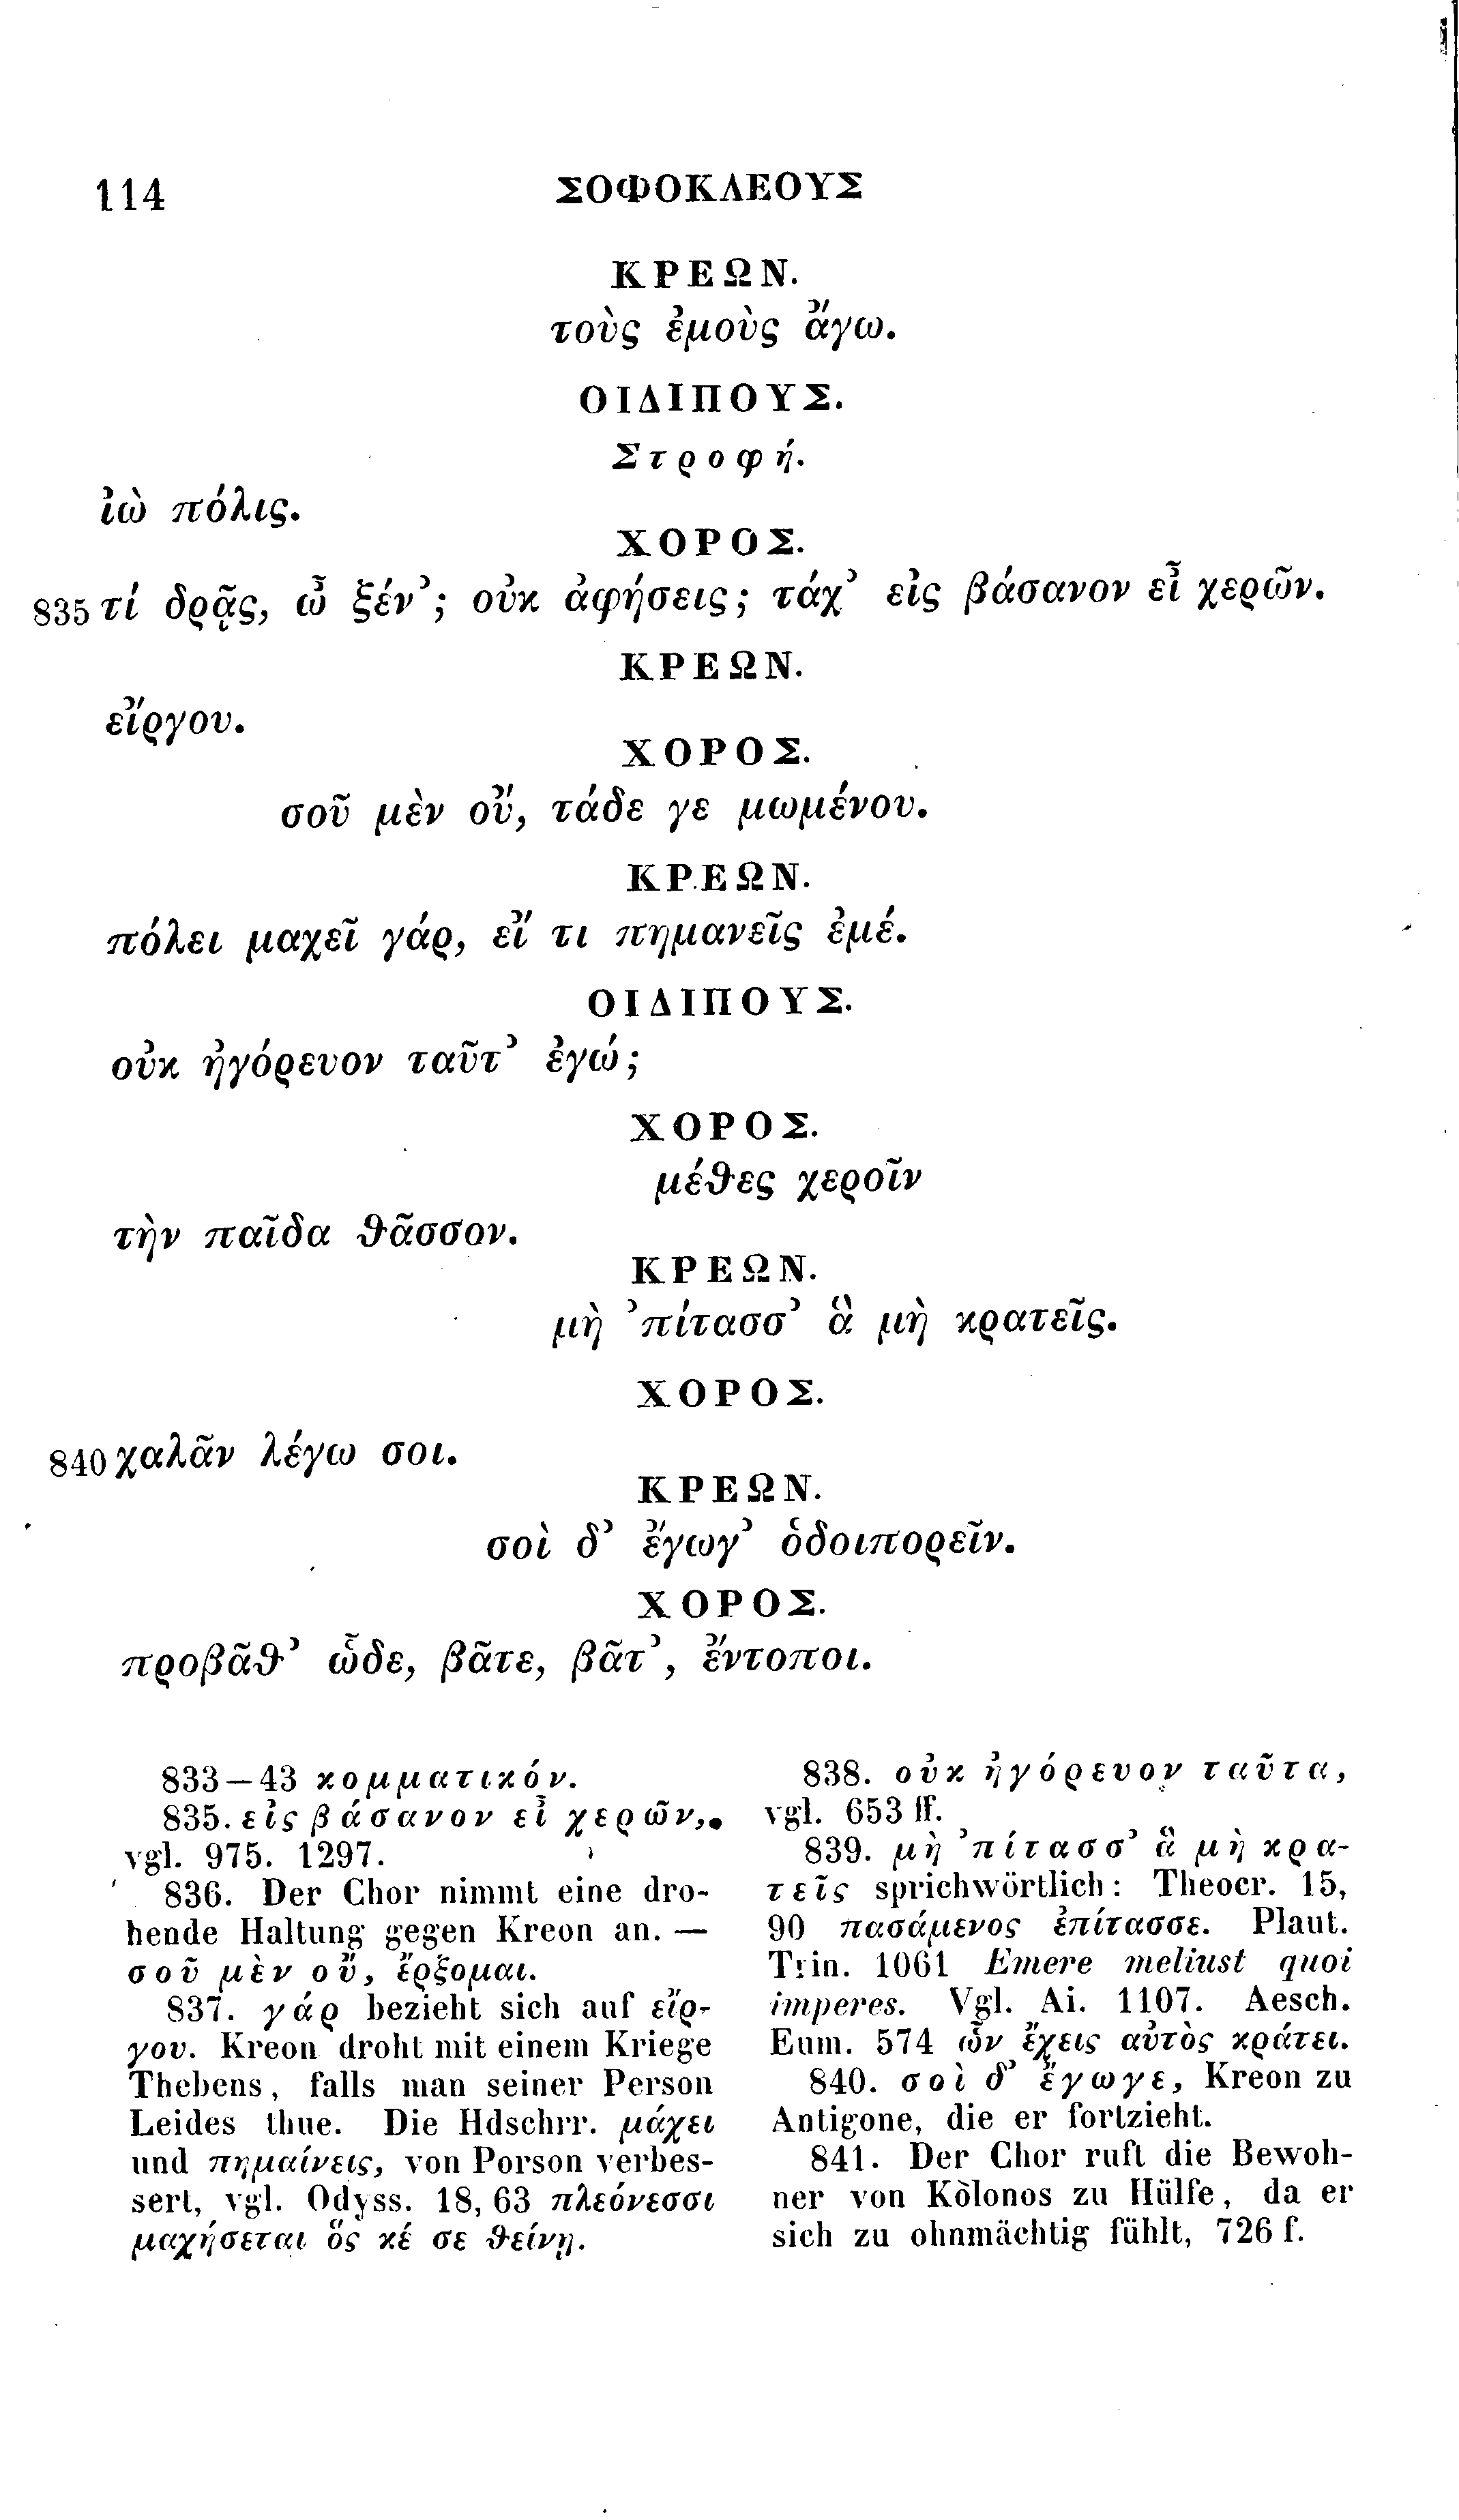 114 ΣΟΦΟΚΛΕΟΥΣ
ΚΡΕΩΝ.
τοὺς ἐμοὺς ἄγω.
ΟΙΔΙΠΟΥΣ.
Στροφή.
ἰὼ πόλις.
ΧΟΡΟΣ.
835 τί δρᾷς, ὦ ξέν᾽; οὐκ ἀφήσεις; τάχ᾽ εἰς βάσανον εἶ χερῶν.
ΚΡΕΩΝ.
εἴργου.
ΧΟΡΟΣ.
σοῦ μὲν οὔ, τάδε γε μωμένου.
ΚΡΕΩΝ.
πόλει μαχεῖ γάρ, εἴ τι πημανεῖς ἐμέ.
ΟΙΔΙΠΟΥΣ.
οὐκ ἠγόρευον ταῦτ᾽ ἐγώ;
ΧΟΡΟΣ.
μέθες χεροῖν
τὴν παῖδα θᾶσσον.
ΚΡΕΩΝ.
μὴ ᾽πίτασσ᾽ ἃ μὴ κρατεῖς.
ΧΟΡΟΣ.
840 χαλᾶν λέγω σοι.
ΚΡΕΩΝ.
σοὶ δ᾽ ἔγωγ᾽ ὁδοιπορεῖν.
ΧΟΡΟΣ.
προβᾶθ᾽ ὧδε, βᾶτε, βᾶτ᾽, ἔντοποι.
833—43 κομματικόν.
835. εἰς βάσανον εἶ χερῶν,
vgl. 975. 1297.
836. Der Chor nimmt eine dro-
hende Haltung gegen Kreon an. —
σοῦ μὲν οὔ, ἔρξομαι.
837. γάρ bezieht sich auf εἴρ-
γου. Kreon droht mit einem Kriege
Thebens, falls man seiner Person
Leides thue. Die Hdschrr. μάχει
und πημαίνεις, von Porson verbes-
sert, vgl. Odyss. 18, 63 πλεόνεσσι
μαχήσεται ὅς κέ σε θείνῃ.
838. οὐκ ἠγόρευον ταῦτα,
vgl. 653 ff.
839. μὴ ᾽πίτασσ᾽ ἃ μὴ κρα-
τεῖς sprichwörtlich: Theocr. 15,
90 πασάμενος ἐπίτασσε. Plaut.
Trin. 1061 Emere meliust quoi
imperes. Vgl. Ai. 1107. Aesch.
Eum. 574 ὧν ἔχεις αὐτὸς κράτει.
840. σοὶ δ᾽ ἔγωγε, Kreon zu
Antigone, die er fortzieht.
841. Der Chor ruft die Bewoh-
ner von Kolonos zu Hülfe, da er
sich zu ohnmächtig fühlt, 726 f.